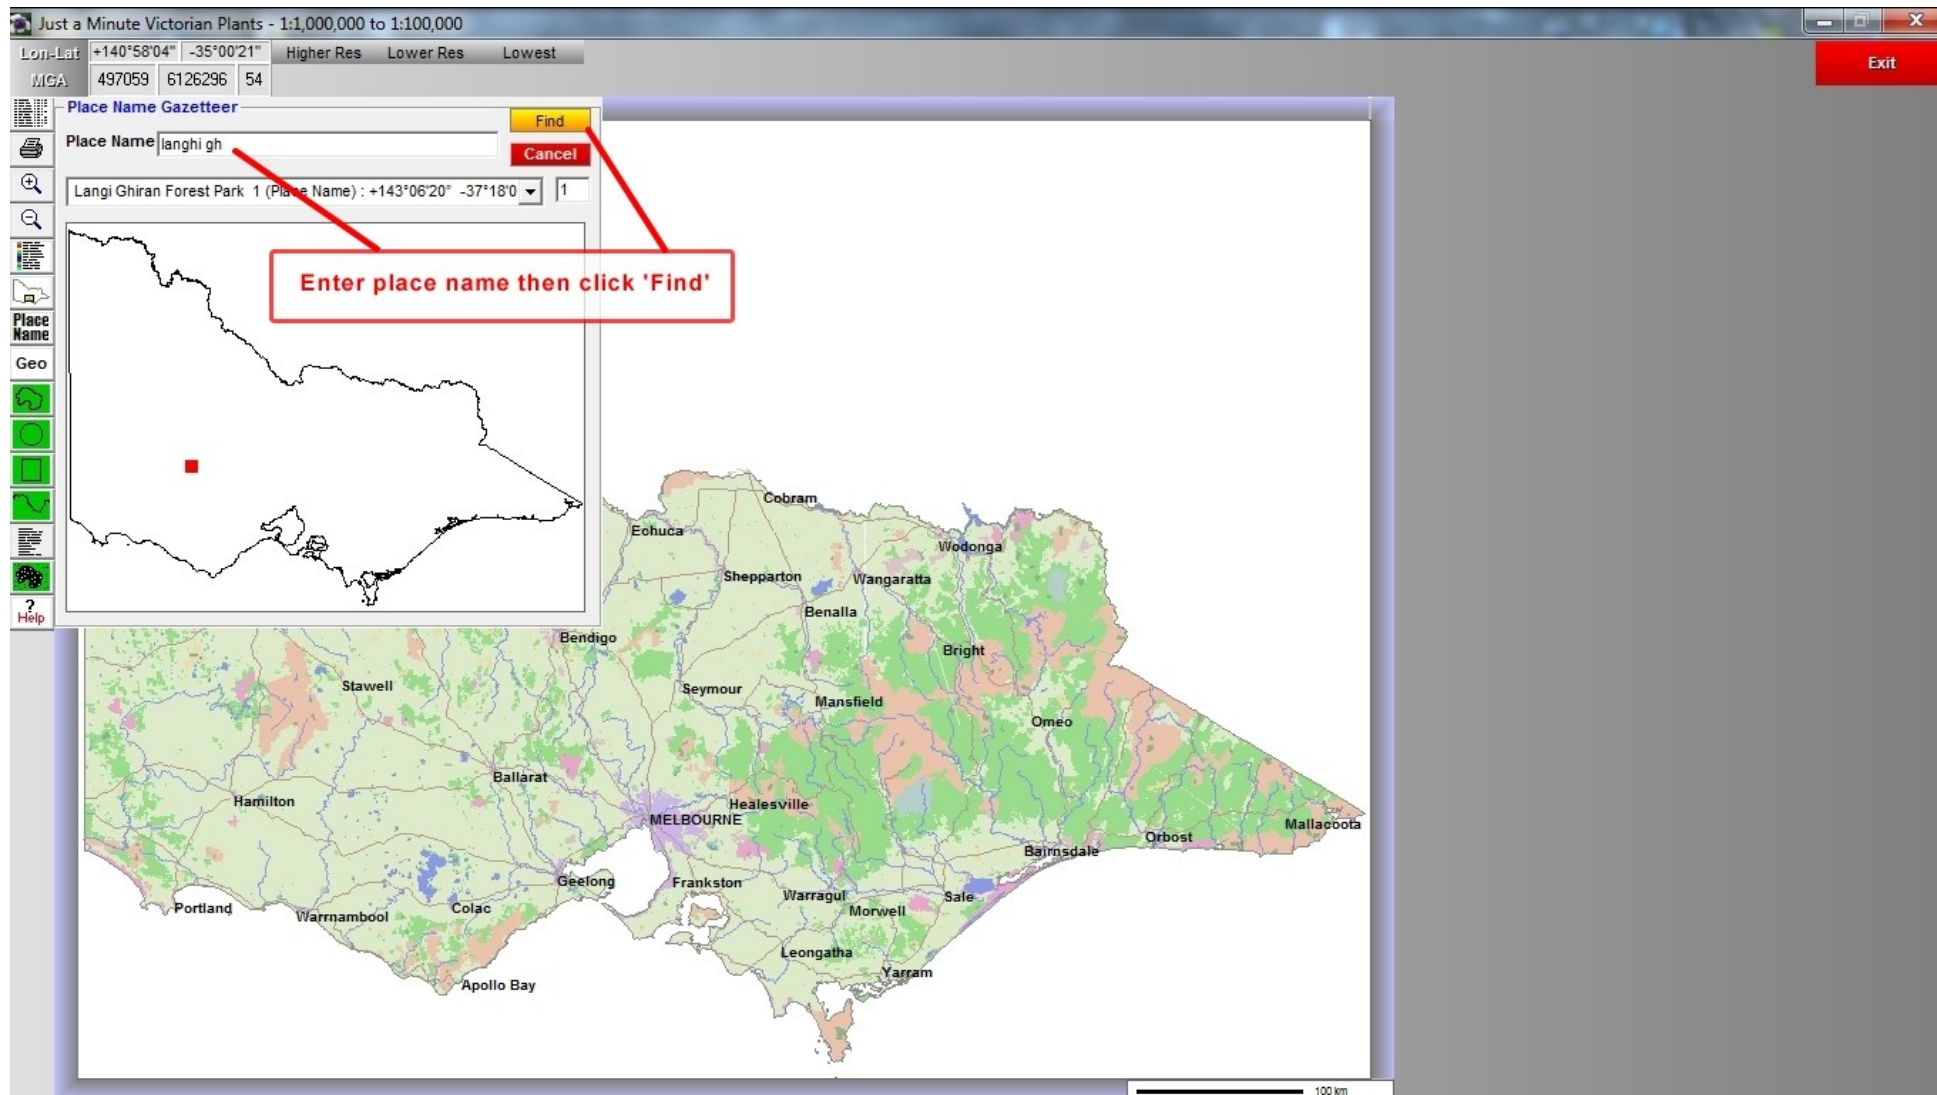 Just a Minute Victorian Plants - 1:1,000,000 to 1:100,000
Lon-Lat +140°58'04" -35°00'21" Higher Res Lower Res Lowest
Exit
MGA 497059 6126296 54
Place Name Gazetteer
Find
Place Name langhi gh
Cancel
Langi Ghiran Forest Park 1 (Place Name) : +143°06'20" -37°18'0 1
Enter place name then click 'Find'
Place
Name
Geo
?
Help
Cobram
Echuca
Wodonga
Shepparton
Wangaratta
Benalla
Bendigo
Bright
Stawell
Seymour
Mansfield
Omeo
Ballarat
Hamilton
Healesville
MELBOURNE
Mallacoota
Orbost
Bairnsdale
Geelong
Frankston
Warragul
Sale
Portland
Warrnambool
Colac
Morwell
Leongatha
Yarram
Apollo Bay
100 km